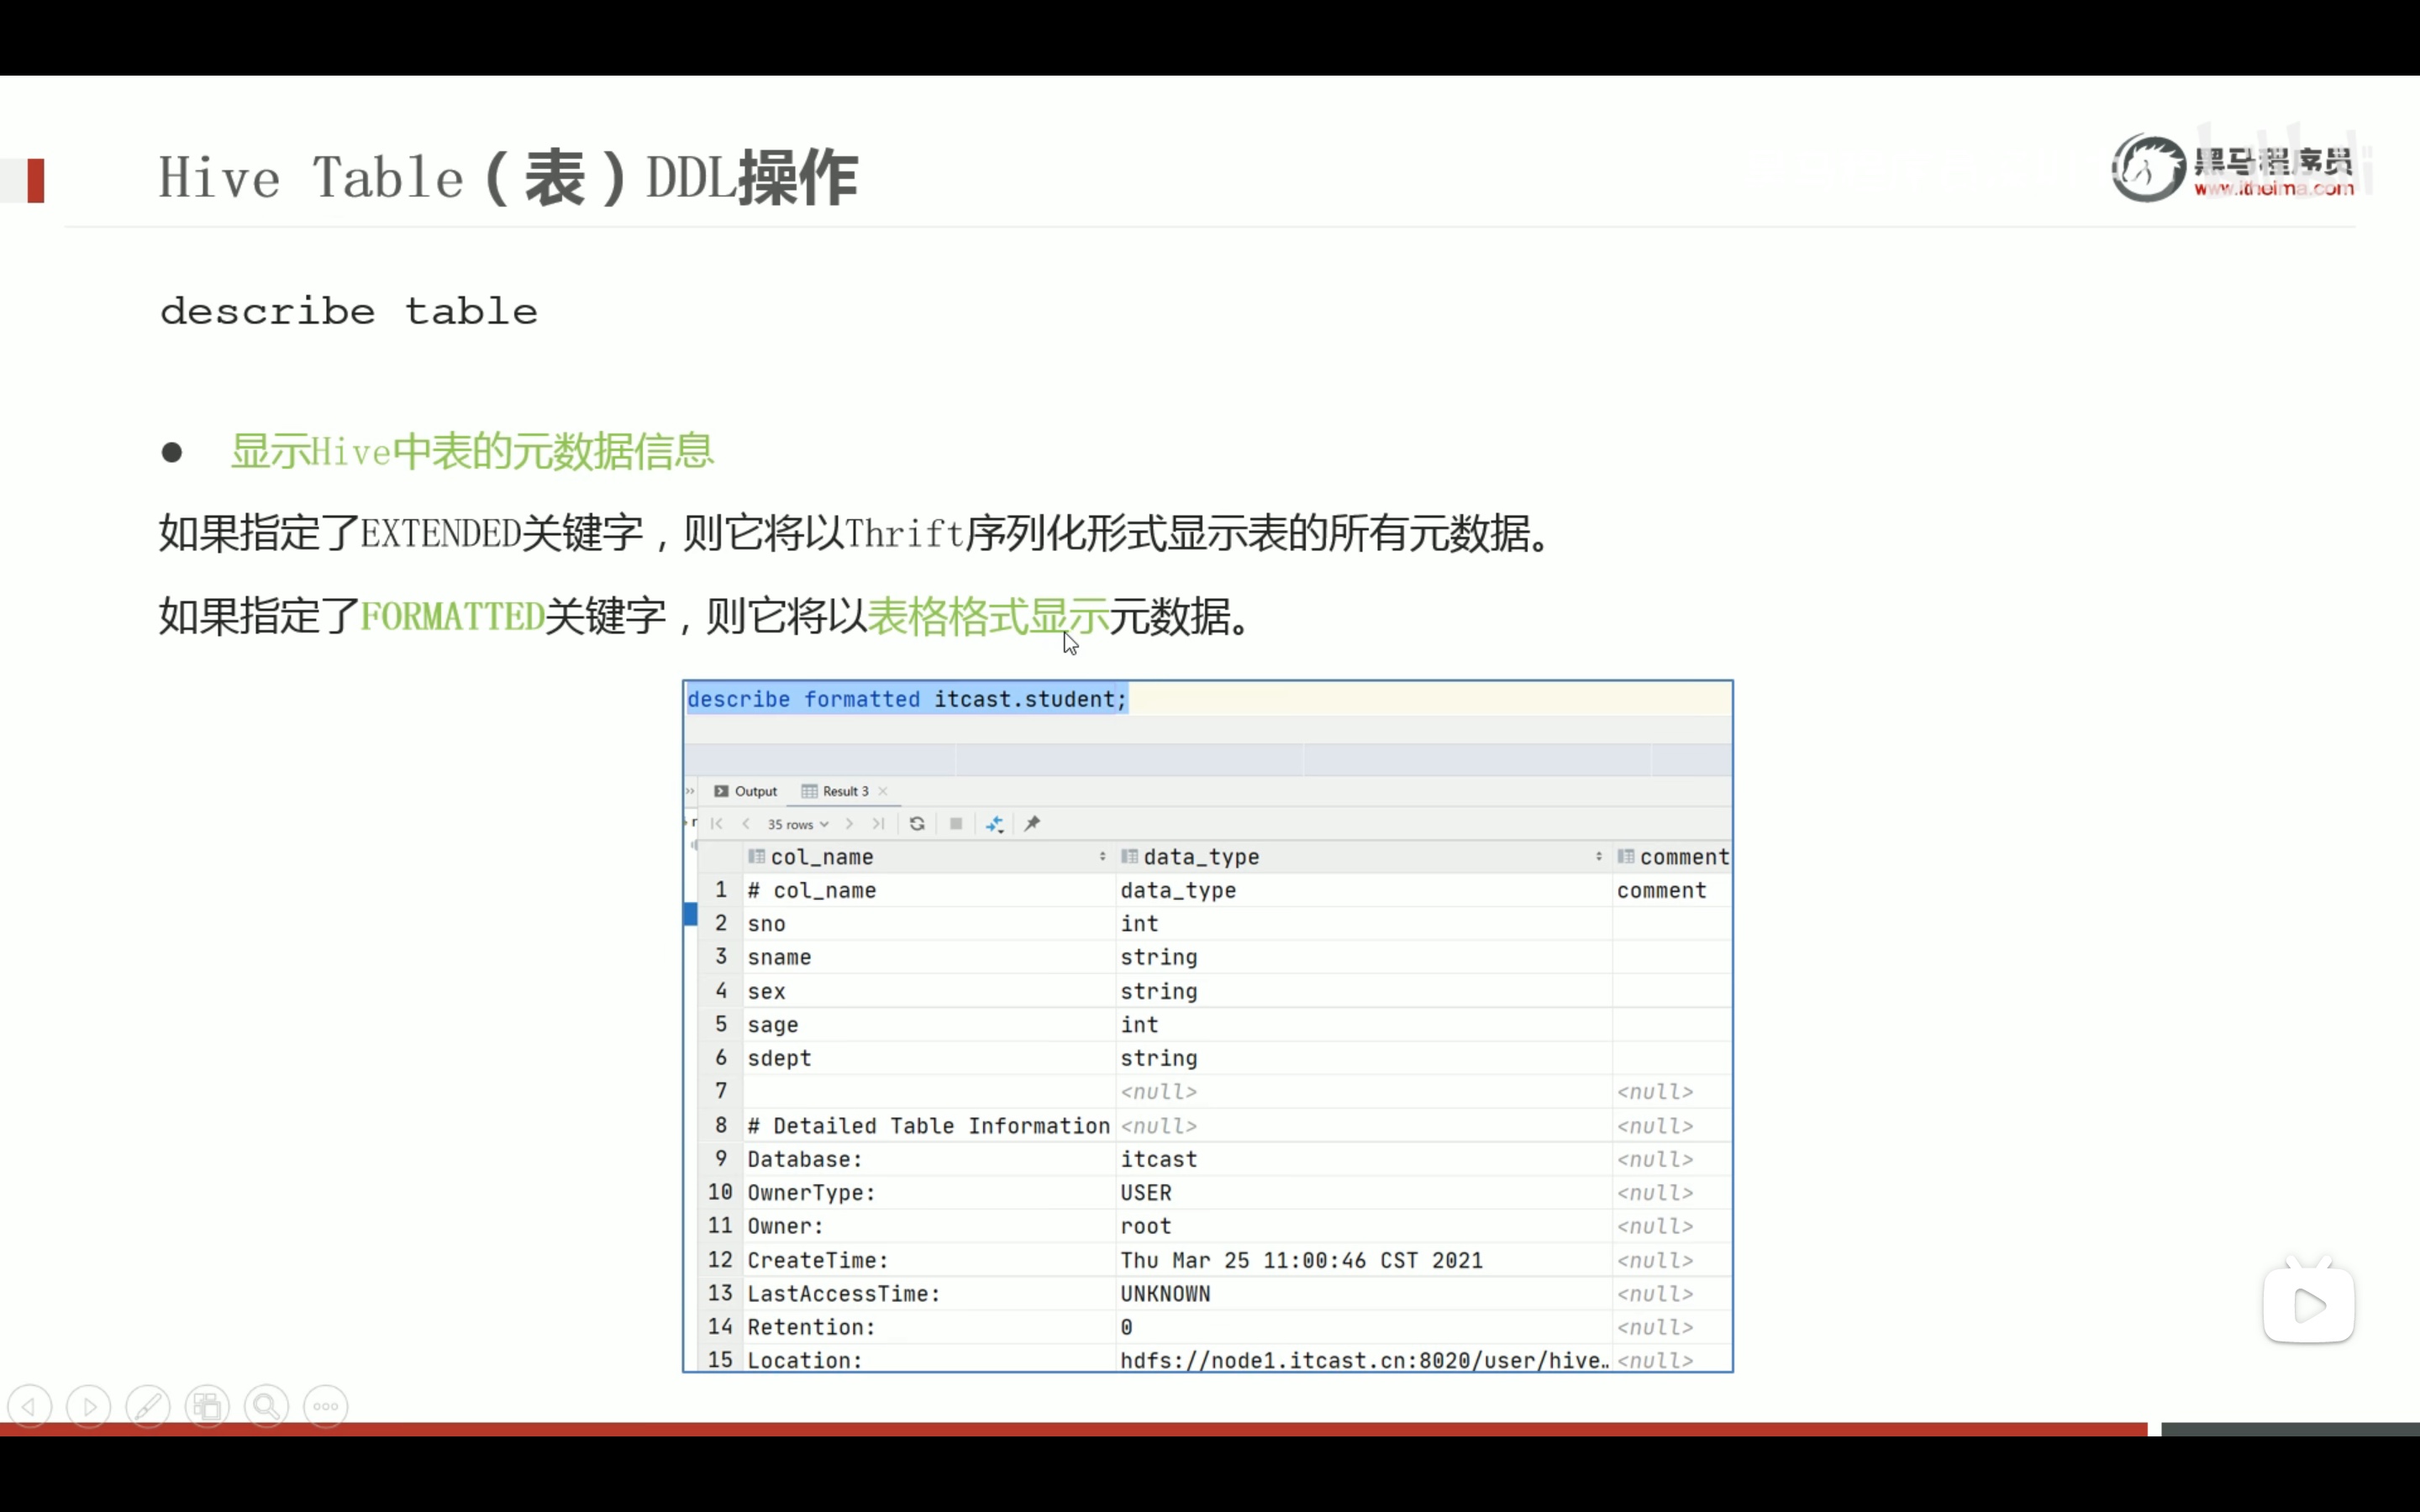 Hive Table（表）DDL操作
黑马程序员
www.itheima.com
describe table
● 显示Hive中表的元数据信息
如果指定了EXTENDED关键字，则它将以Thrift序列化形式显示表的所有元数据。
如果指定了FORMATTED关键字，则它将以表格格式显示元数据。
describe formatted itcast.student;
Output Result 3
35 rows
col_name data_type comment
1 # col_name data_type comment
2 sno int
3 sname string
4 sex string
5 sage int
6 sdept string
7 <null> <null>
8 # Detailed Table Information <null> <null>
9 Database: itcast <null>
10 OwnerType: USER <null>
11 Owner: root <null>
12 CreateTime: Thu Mar 25 11:00:46 CST 2021 <null>
13 LastAccessTime: UNKNOWN <null>
14 Retention: 0 <null>
15 Location: hdfs://node1.itcast.cn:8020/user/hive… <null>